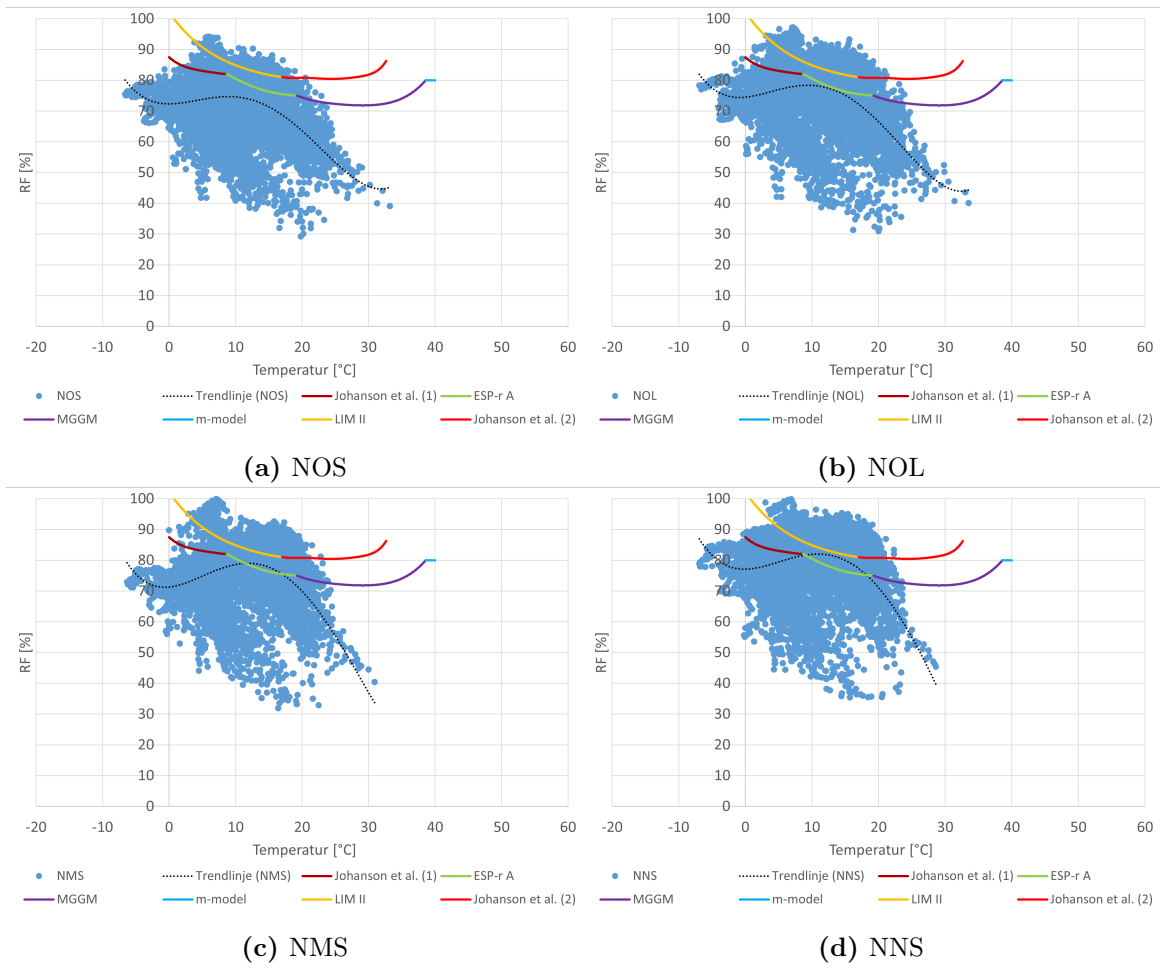 100
90
80
70
60
50
40
30
20
10
0
RF [%]
-20 -10 0 10 20 30 40 50 60
Temperatur [°C]
NOS Trendlinje (NOS) Johanson et al. (1) ESP-r A
MGGM m-model LIM II Johanson et al. (2)
(a) NOS
100
90
80
70
60
50
40
30
20
10
0
RF [%]
-20 -10 0 10 20 30 40 50 60
Temperatur [°C]
NOL Trendlinje (NOL) Johanson et al. (1) ESP-r A
MGGM m-model LIM II Johanson et al. (2)
(b) NOL
100
90
80
70
60
50
40
30
20
10
0
RF [%]
-20 -10 0 10 20 30 40 50 60
Temperatur [°C]
NMS Trendlinje (NMS) Johanson et al. (1) ESP-r A
MGGM m-model LIM II Johanson et al. (2)
(c) NMS
100
90
80
70
60
50
40
30
20
10
0
RF [%]
-20 -10 0 10 20 30 40 50 60
Temperatur [°C]
NNS Trendlinje (NNS) Johanson et al. (1) ESP-r A
MGGM m-model LIM II Johanson et al. (2)
(d) NNS